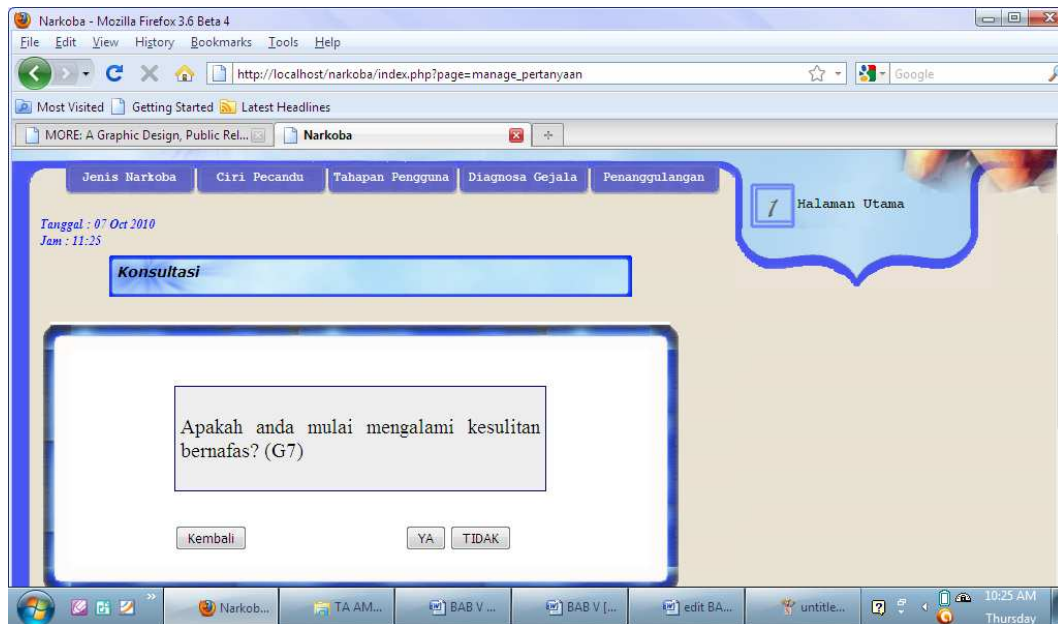 Narkoba - Mozilla Firefox 3.6 Beta 4
File Edit View History Bookmarks Tools Help
http://localhost/narkoba/index.php?page=manage_pertanyaan
Google
Most Visited Getting Started Latest Headlines
MORE: A Graphic Design, Public Rel... Narkoba
Jenis Narkoba Ciri Pecandu Tahapan Pengguna Diagnosa Gejala Penanggulangan
1 Halaman Utama
Tanggal : 07 Oct 2010
Jam : 11:25
Konsultasi
Apakah anda mulai mengalami kesulitan
bernafas? (G7)
Kembali YA TIDAK
Narkob... TA AM... BAB V ... BAB V [... edit BA... untitle... 10:25 AM
Thursday